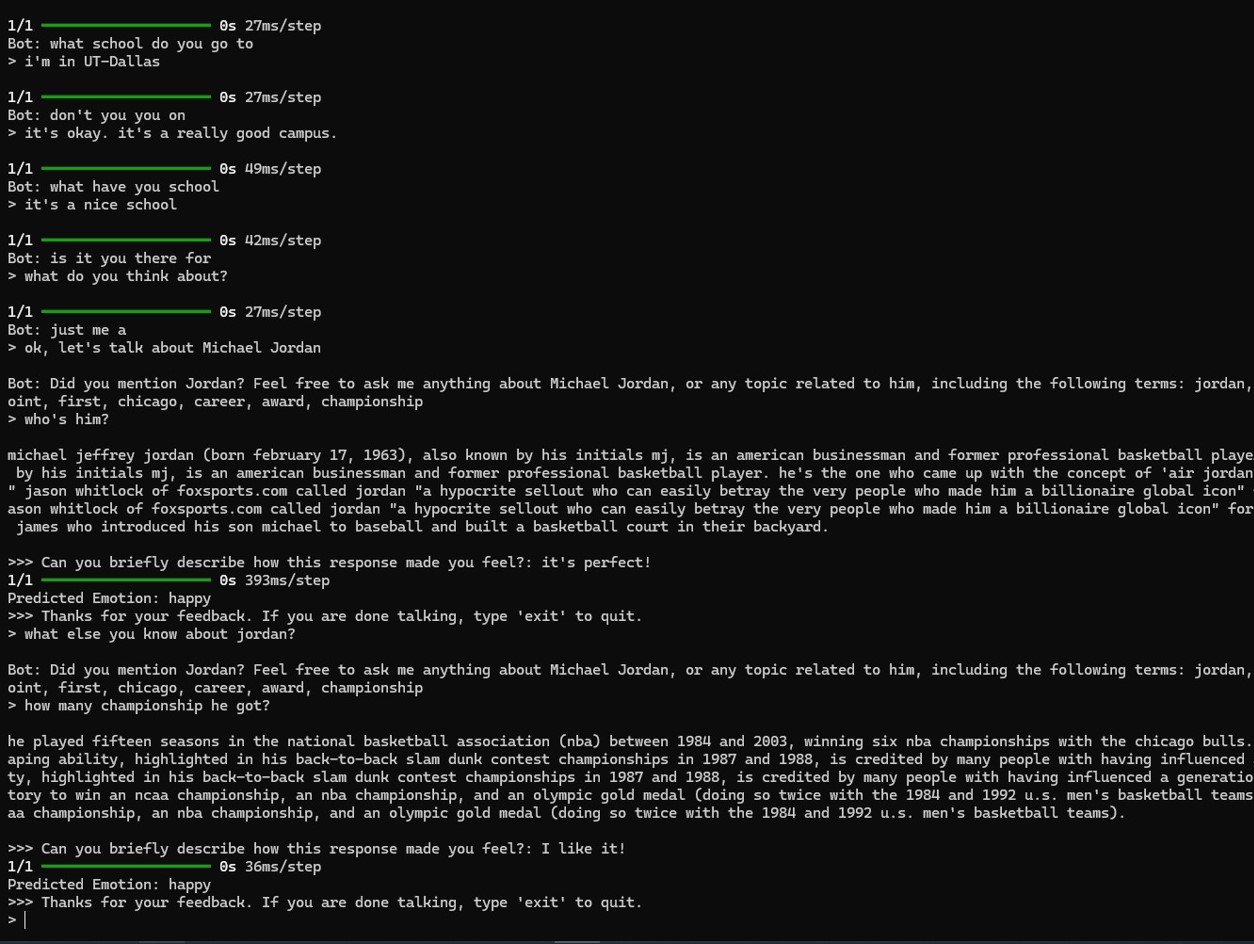 1/1 ━━━━━━━━━━━━━━━━━━━━ 0s 27ms/step
Bot: what school do you go to
> i'm in UT-Dallas
1/1 ━━━━━━━━━━━━━━━━━━━━ 0s 27ms/step
Bot: don't you you on
> it's okay. it's a really good campus.
1/1 ━━━━━━━━━━━━━━━━━━━━ 0s 49ms/step
Bot: what have you school
> it's a nice school
1/1 ━━━━━━━━━━━━━━━━━━━━ 0s 42ms/step
Bot: is it you there for
> what do you think about?
1/1 ━━━━━━━━━━━━━━━━━━━━ 0s 27ms/step
Bot: just me a
> ok, let's talk about Michael Jordan
Bot: Did you mention Jordan? Feel free to ask me anything about Michael Jordan, or any topic related to him, including the following terms: jordan,
oint, first, chicago, career, award, championship
> who's him?
michael jeffrey jordan (born february 17, 1963), also known by his initials mj, is an american businessman and former professional basketball playe
by his initials mj, is an american businessman and former professional basketball player. he's the one who came up with the concept of 'air jordan
" jason whitlock of foxsports.com called jordan "a hypocrite sellout who can easily betray the very people who made him a billionaire global icon"
ason whitlock of foxsports.com called jordan "a hypocrite sellout who can easily betray the very people who made him a billionaire global icon" for
james who introduced his son michael to baseball and built a basketball court in their backyard.
>>> Can you briefly describe how this response made you feel?: it's perfect!
1/1 ━━━━━━━━━━━━━━━━━━━━ 0s 393ms/step
Predicted Emotion: happy
>>> Thanks for your feedback. If you are done talking, type 'exit' to quit.
> what else you know about jordan?
Bot: Did you mention Jordan? Feel free to ask me anything about Michael Jordan, or any topic related to him, including the following terms: jordan,
oint, first, chicago, career, award, championship
> how many championship he got?
he played fifteen seasons in the national basketball association (nba) between 1984 and 2003, winning six nba championships with the chicago bulls.
aping ability, highlighted in his back-to-back slam dunk contest championships in 1987 and 1988, is credited by many people with having influenced
ty, highlighted in his back-to-back slam dunk contest championships in 1987 and 1988, is credited by many people with having influenced a generatio
tory to win an ncaa championship, an nba championship, and an olympic gold medal (doing so twice with the 1984 and 1992 u.s. men's basketball teams
aa championship, an nba championship, and an olympic gold medal (doing so twice with the 1984 and 1992 u.s. men's basketball teams).
>>> Can you briefly describe how this response made you feel?: I like it!
1/1 ━━━━━━━━━━━━━━━━━━━━ 0s 36ms/step
Predicted Emotion: happy
>>> Thanks for your feedback. If you are done talking, type 'exit' to quit.
>